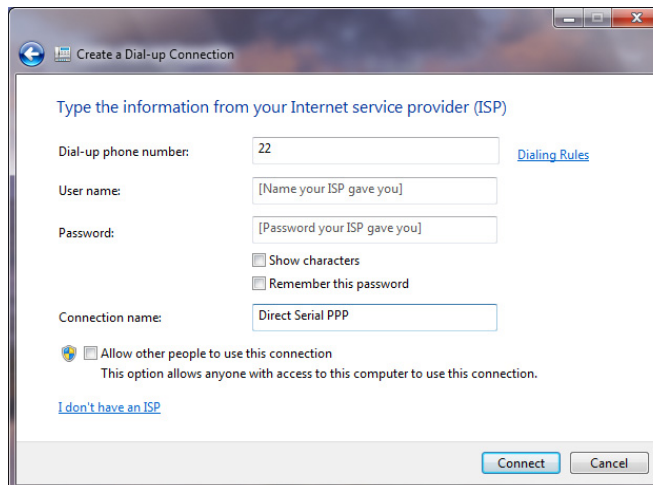 Create a Dial-up Connection
Type the information from your Internet service provider (ISP)
Dial-up phone number: 22 Dialing Rules
User name: [Name your ISP gave you]
Password: [Password your ISP gave you]
Show characters
Remember this password
Connection name: Direct Serial PPP
Allow other people to use this connection
This option allows anyone with access to this computer to use this connection.
I don't have an ISP
Connect Cancel